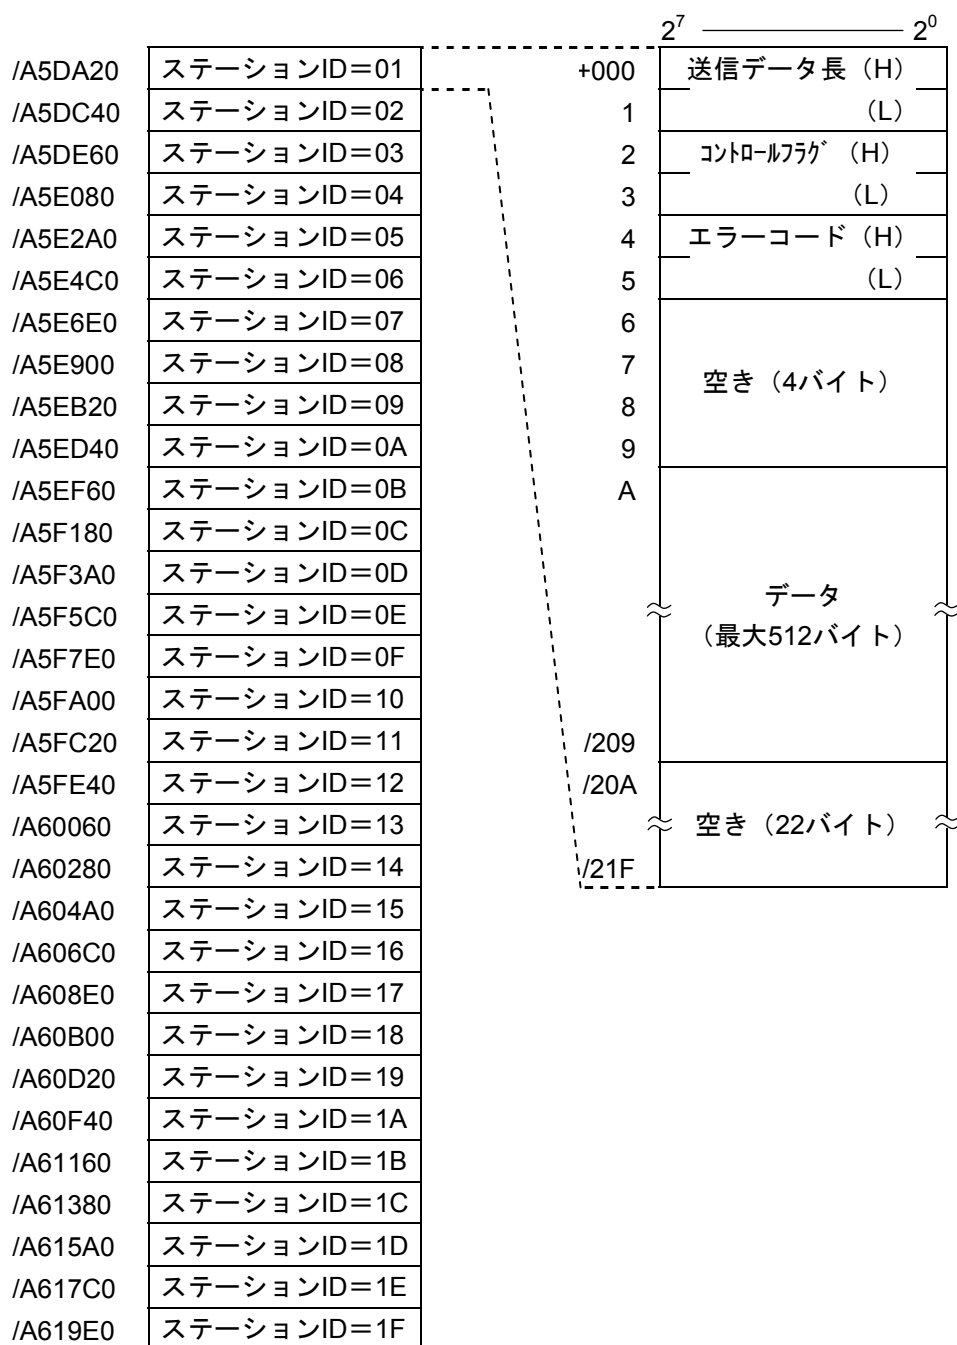 2⁷ 2⁰
/A5DA20 ステーションID=01
/A5DC40 ステーションID=02
/A5DE60 ステーションID=03
/A5E080 ステーションID=04
/A5E2A0 ステーションID=05
/A5E4C0 ステーションID=06
/A5E6E0 ステーションID=07
/A5E900 ステーションID=08
/A5EB20 ステーションID=09
/A5ED40 ステーションID=0A
/A5EF60 ステーションID=0B
/A5F180 ステーションID=0C
/A5F3A0 ステーションID=0D
/A5F5C0 ステーションID=0E
/A5F7E0 ステーションID=0F
/A5FA00 ステーションID=10
/A5FC20 ステーションID=11
/A5FE40 ステーションID=12
/A60060 ステーションID=13
/A60280 ステーションID=14
/A604A0 ステーションID=15
/A606C0 ステーションID=16
/A608E0 ステーションID=17
/A60B00 ステーションID=18
/A60D20 ステーションID=19
/A60F40 ステーションID=1A
/A61160 ステーションID=1B
/A61380 ステーションID=1C
/A615A0 ステーションID=1D
/A617C0 ステーションID=1E
/A619E0 ステーションID=1F
+000 送信データ長(H)
1 (L)
2 コントロールフラグ (H)
3 (L)
4 エラーコード(H)
5 (L)
6
7
空き(4バイト)
8
9
A
データ
(最大512バイト)
/209
/20A
空き(22バイト)
/21F